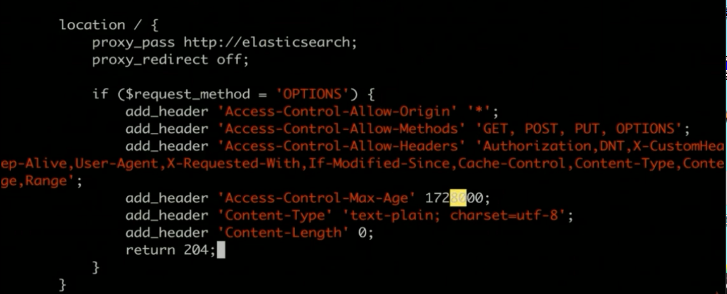 location / {
proxy_pass http://elasticsearch;
proxy_redirect off;
if ($request_method = 'OPTIONS') {
add_header 'Access-Control-Allow-Origin' '*';
add_header 'Access-Control-Allow-Methods' 'GET, POST, PUT, OPTIONS';
add_header 'Access-Control-Allow-Headers' 'Authorization,DNT,X-CustomHea
ep-Alive,User-Agent,X-Requested-With,If-Modified-Since,Cache-Control,Content-Type,Conte
ge,Range';
add_header 'Access-Control-Max-Age' 1728000;
add_header 'Content-Type' 'text-plain; charset=utf-8';
add_header 'Content-Length' 0;
return 204;
}
}